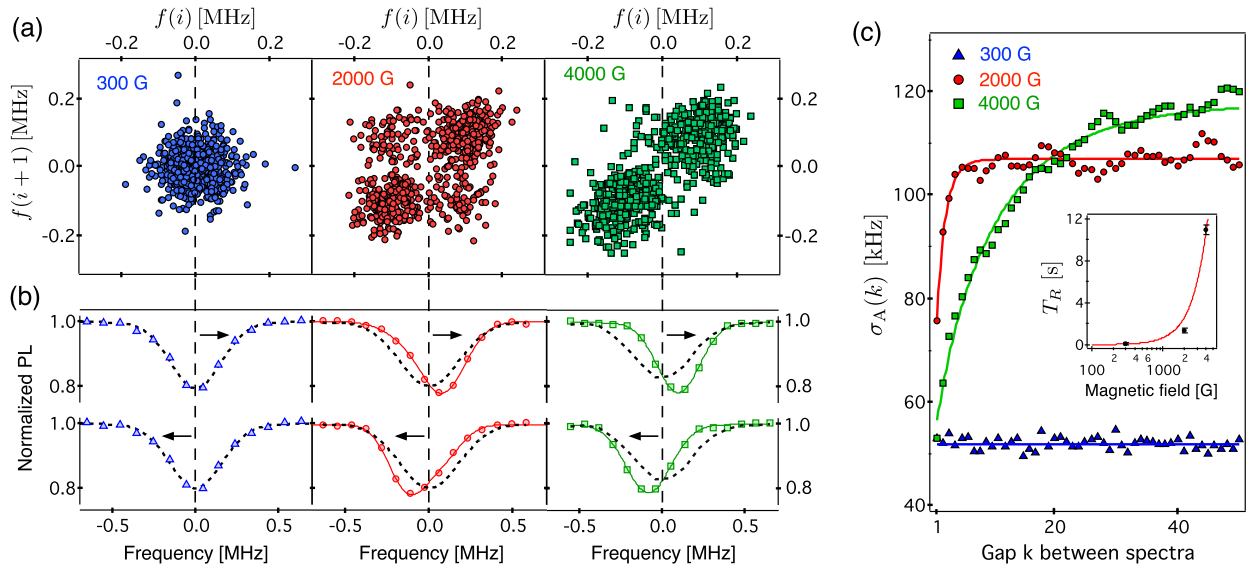 (a)
f(i) [MHz] f(i) [MHz] f(i) [MHz]
-0.2 0.0 0.2 -0.2 0.0 0.2 -0.2 0.0 0.2
f(i + 1) [MHz]
300 G 2000 G 4000 G
0.2 0.2
0.0 0.0
-0.2 -0.2
(b)
Normalized PL
1.0 1.0
0.8 0.8
1.0 1.0
0.8 0.8
-0.5 0.0 0.5 -0.5 0.0 0.5 -0.5 0.0 0.5
Frequency [MHz] Frequency [MHz] Frequency [MHz]
(c)
300 G
2000 G
4000 G
σA(k) [kHz]
120
100
80
60
40
1 20 40
Gap k between spectra
TR [s]
12
8
4
0
100 2 4 1000 2 4
Magnetic field [G]